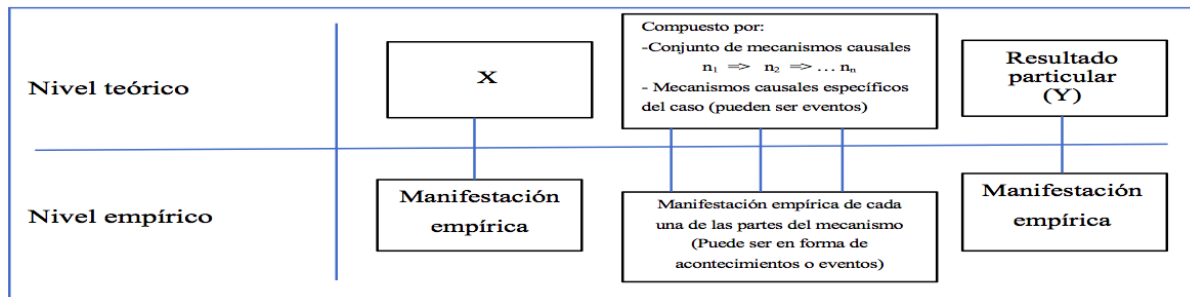 Nivel teórico
X
Compuesto por:
-Conjunto de mecanismos causales
n₁ => n₂ =>... nₙ
- Mecanismos causales específicos
del caso (pueden ser eventos)
Resultado
particular
(Y)
Nivel empírico
Manifestación
empírica
Manifestación empírica de cada
una de las partes del mecanismo
(Puede ser en forma de
acontecimientos o eventos)
Manifestación
empírica